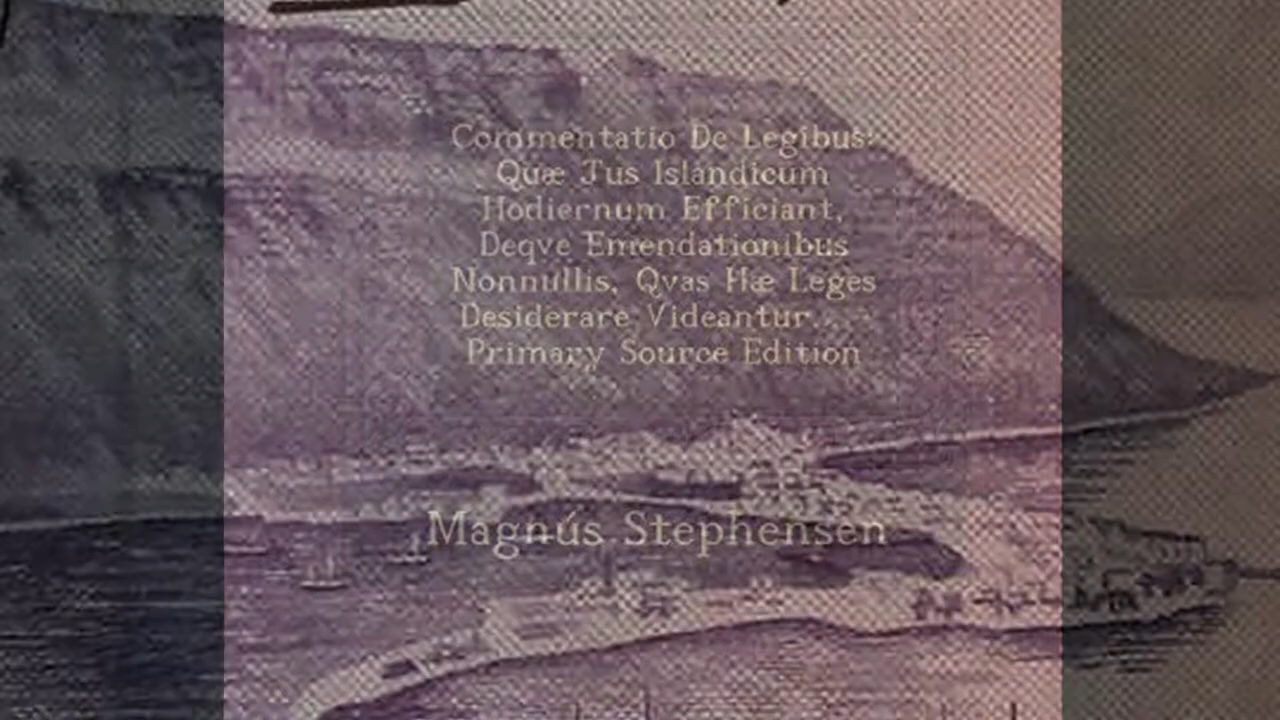 Commentatio De Legibus:
Quæ Jus Islandicum
Hodiernum Efficiant,
Deqve Emendationibus
Nonnullis, Qvas Hæ Leges
Desiderare Videantur...
Primary Source Edition
Magnús Stephensen